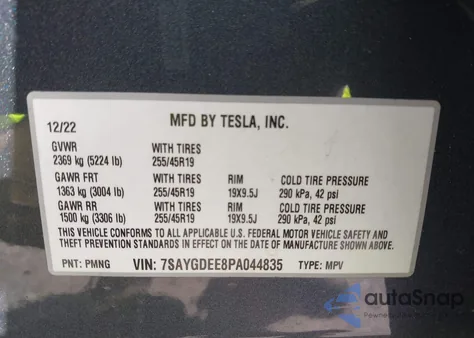 12/22 MFD BY TESLA, INC.
GVWR WITH TIRES
2369 kg (5224 lb) 255/45R19
GAWR FRT WITH TIRES RIM COLD TIRE PRESSURE
1363 kg (3004 lb) 255/45R19 19X9.5J 290 kPa, 42 psi
GAWR RR WITH TIRES RIM COLD TIRE PRESSURE
1500 kg (3306 lb) 255/45R19 19X9.5J 290 kPa, 42 psi
THIS VEHICLE CONFORMS TO ALL APPLICABLE U.S. FEDERAL MOTOR VEHICLE SAFETY AND
THEFT PREVENTION STANDARDS IN EFFECT ON THE DATE OF MANUFACTURE SHOWN ABOVE.
PNT: PMNG VIN: 7SAYGDEE8PA044835 TYPE: MPV
autaSnap